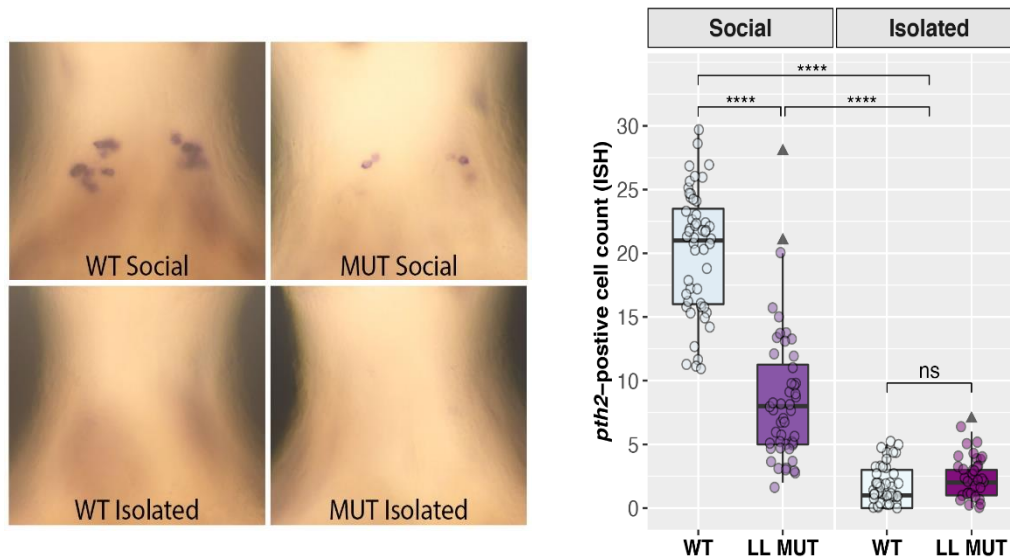 WT Social
MUT Social
WT Isolated
MUT Isolated
Social
Isolated
****
****
****
ns
pth2-postive cell count (ISH)
30
25
20
15
10
5
0
WT
LL MUT
WT
LL MUT